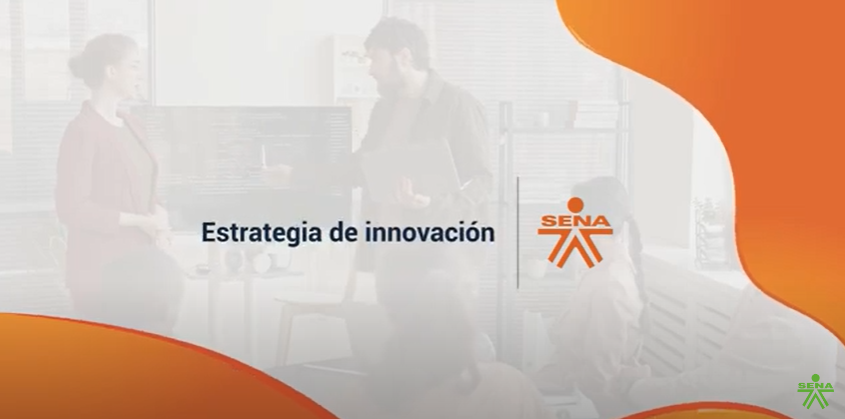 Estrategia de innovación
SENA
SENA